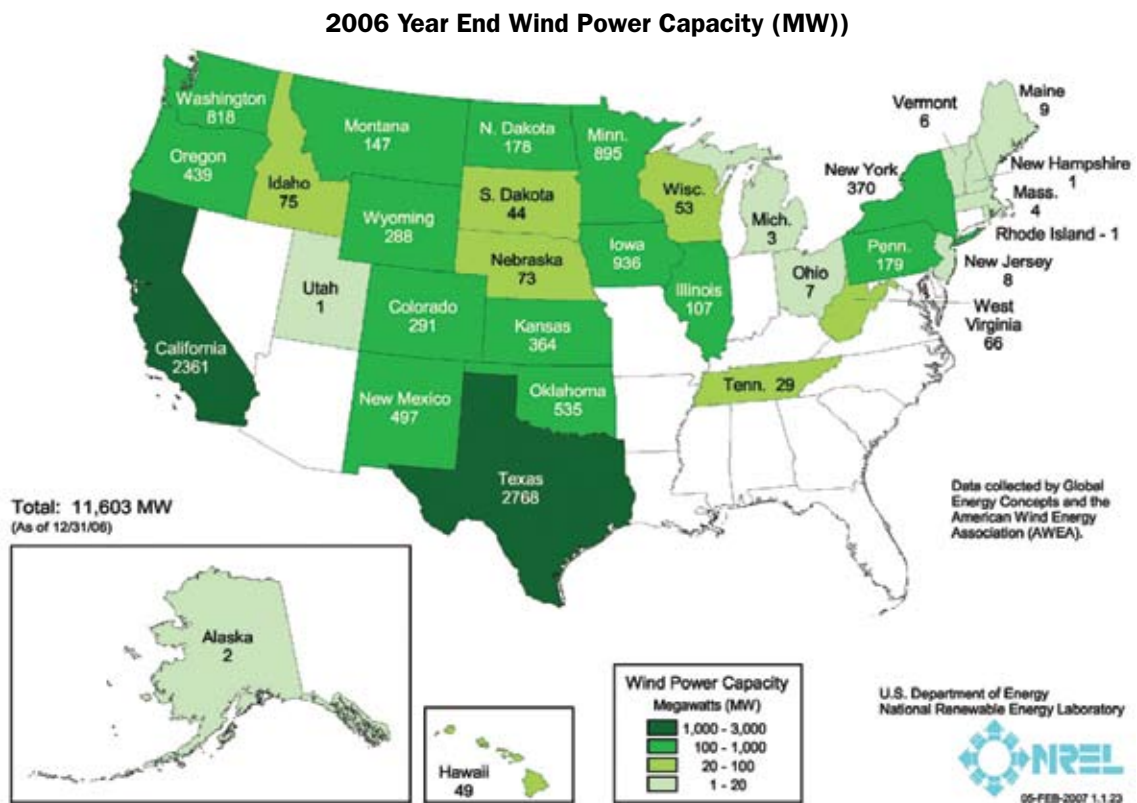 2006 Year End Wind Power Capacity (MW))
Washington
818
Oregon
439
California
2361
Idaho
75
Montana
147
Wyoming
288
Utah
1
Colorado
291
New Mexico
497
N. Dakota
178
S. Dakota
44
Nebraska
73
Kansas
364
Oklahoma
535
Texas
2768
Minn.
895
Iowa
936
Wisc.
53
Illinois
107
Mich.
3
Ohio
7
Tenn. 29
Penn.
179
New York
370
Vermont
6
Maine
9
New Hampshire
1
Mass.
4
Rhode Island - 1
New Jersey
8
West
Virginia
66
Total: 11,603 MW
(As of 12/31/06)
Alaska
2
Hawaii
49
Data collected by Global
Energy Concepts and the
American Wind Energy
Association (AWEA).
Wind Power Capacity
Megawatts (MW)
1,000 - 3,000
100 - 1,000
20 - 100
1 - 20
U.S. Department of Energy
National Renewable Energy Laboratory
NREL
05-FEB-2007 1.1.23